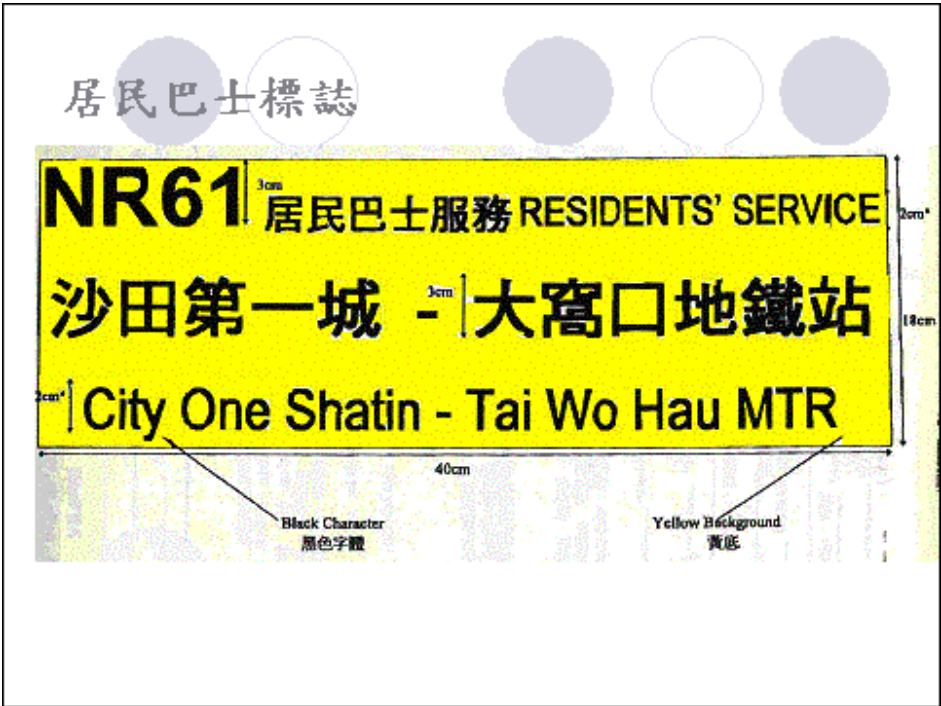 居民巴士標誌
NR61 3cm 居民巴士服務 RESIDENTS' SERVICE 2cm*
沙田第一城 - 3cm 大窩口地鐵站
18cm
2cm* City One Shatin - Tai Wo Hau MTR
40cm
Black Character Yellow Background
黑色字體 黃底